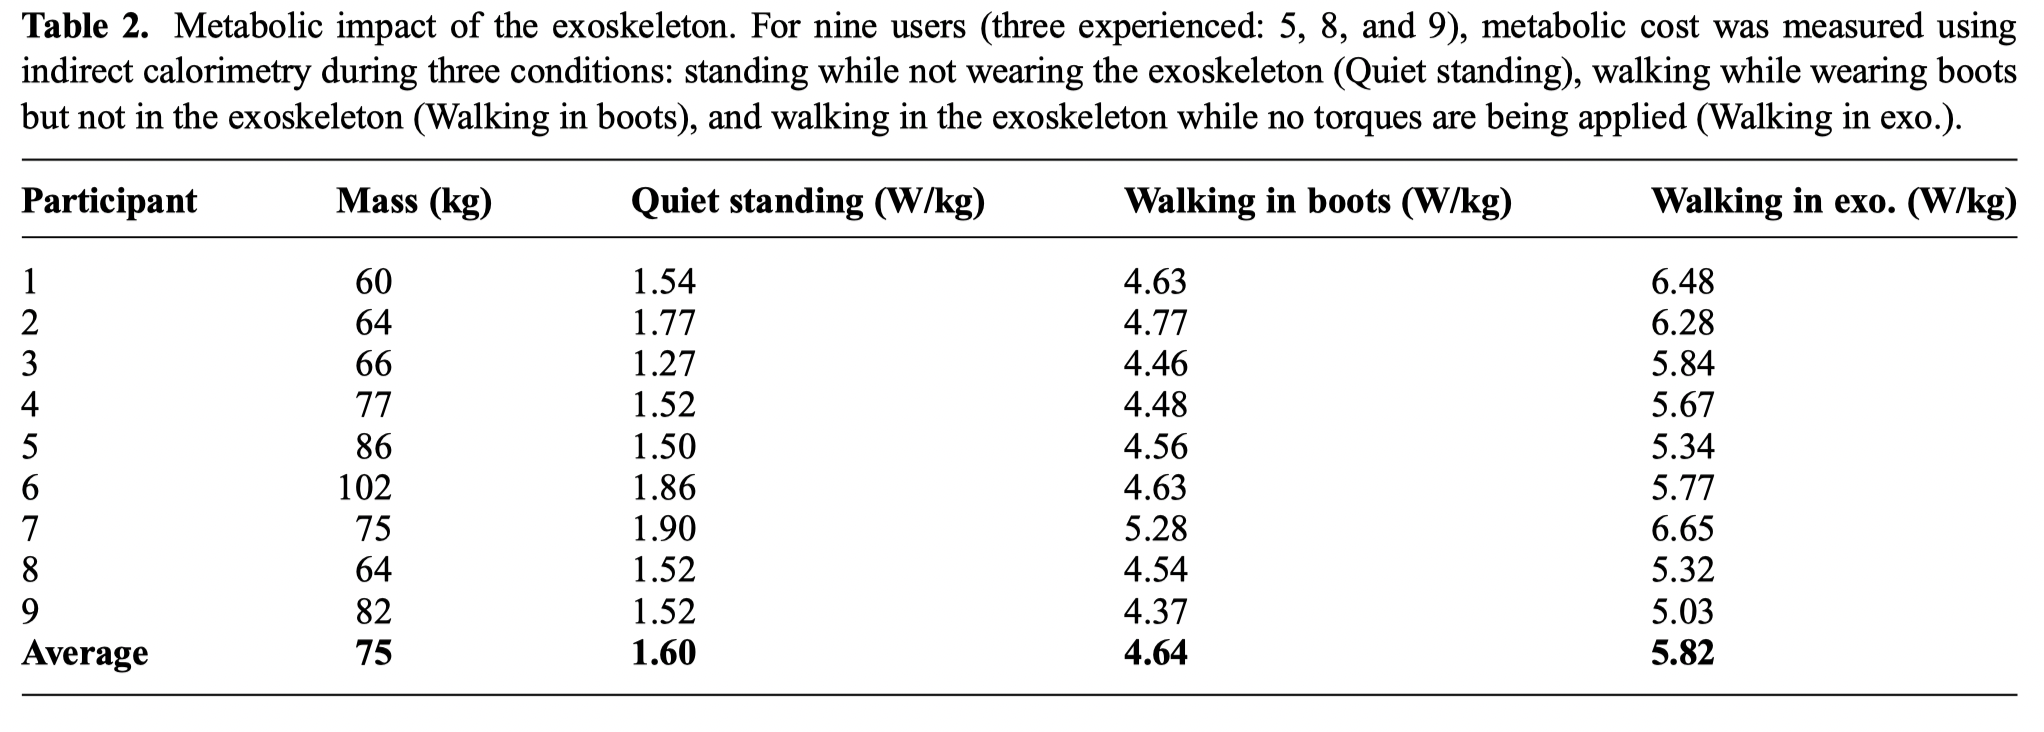 Table 2. Metabolic impact of the exoskeleton. For nine users (three experienced: 5, 8, and 9), metabolic cost was measured using
indirect calorimetry during three conditions: standing while not wearing the exoskeleton (Quiet standing), walking while wearing boots
but not in the exoskeleton (Walking in boots), and walking in the exoskeleton while no torques are being applied (Walking in exo.).
Participant Mass (kg) Quiet standing (W/kg) Walking in boots (W/kg) Walking in exo. (W/kg)
1 60 1.54 4.63 6.48
2 64 1.77 4.77 6.28
3 66 1.27 4.46 5.84
4 77 1.52 4.48 5.67
5 86 1.50 4.56 5.34
6 102 1.86 4.63 5.77
7 75 1.90 5.28 6.65
8 64 1.52 4.54 5.32
9 82 1.52 4.37 5.03
Average 75 1.60 4.64 5.82